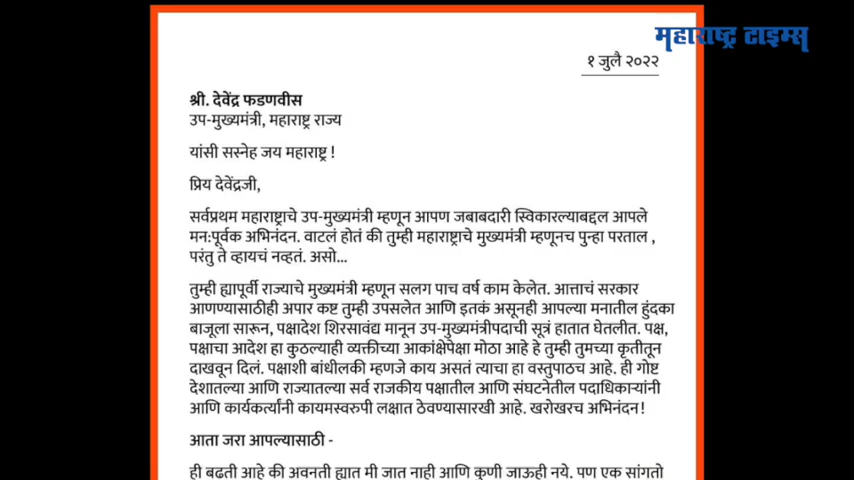 महाराष्ट्र टाइम्स
१ जुलै २०२२
श्री. देवेंद्र फडणवीस
उप-मुख्यमंत्री, महाराष्ट्र राज्य
यांसी सस्नेह जय महाराष्ट्र !
प्रिय देवेंद्रजी,
सर्वप्रथम महाराष्ट्राचे उप-मुख्यमंत्री म्हणून आपण जबाबदारी स्विकारल्याबद्दल आपले
मन:पूर्वक अभिनंदन. वाटलं होतं की तुम्ही महाराष्ट्राचे मुख्यमंत्री म्हणूनच पुन्हा परताल ,
परंतु ते व्हायचं नव्हतं. असो...
तुम्ही ह्यापूर्वी राज्याचे मुख्यमंत्री म्हणून सलग पाच वर्ष काम केलेत. आत्ताचं सरकार
आणण्यासाठीही अपार कष्ट तुम्ही उपसलेत आणि इतकं असूनही आपल्या मनातील हुंदका
बाजूला सारून, पक्षादेश शिरसावंद्य मानून उप-मुख्यमंत्रीपदाची सूत्रं हातात घेतलीत. पक्ष,
पक्षाचा आदेश हा कुठल्याही व्यक्तीच्या आकांक्षेपेक्षा मोठा आहे हे तुम्ही तुमच्या कृतीतून
दाखवून दिलं. पक्षाशी बांधीलकी म्हणजे काय असतं त्याचा हा वस्तुपाठच आहे. ही गोष्ट
देशातल्या आणि राज्यातल्या सर्व राजकीय पक्षातील आणि संघटनेतील पदाधिकाऱ्यांनी
आणि कार्यकर्त्यांनी कायमस्वरुपी लक्षात ठेवण्यासारखी आहे. खरोखरच अभिनंदन!
आता जरा आपल्यासाठी -
ही बढती आहे की अवनती ह्यात मी जात नाही आणि कुणी जाऊही नये. पण एक सांगतो